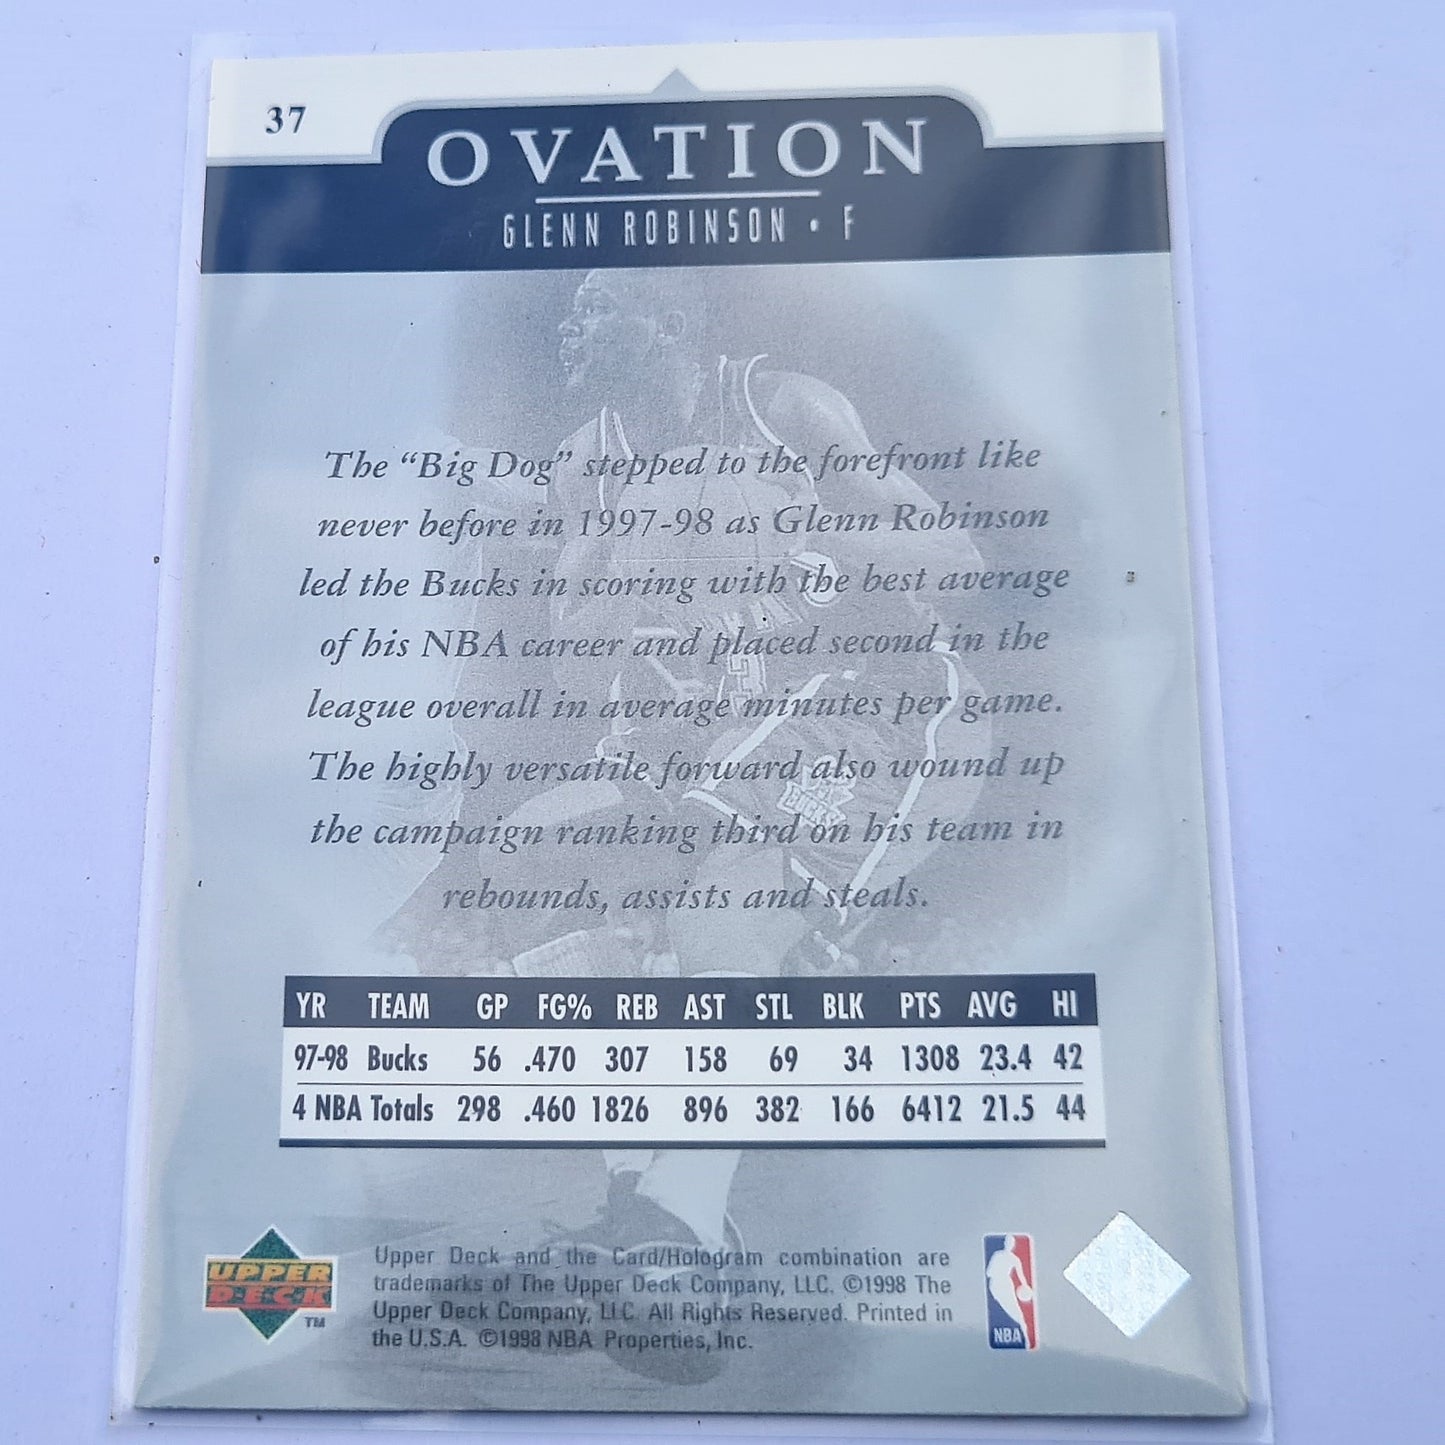 37
OVATION
GLENN ROBINSON • F
The “Big Dog” stepped to the forefront like
never before in 1997-98 as Glenn Robinson
led the Bucks in scoring with the best average
of his NBA career and placed second in the
league overall in average minutes per game.
The highly versatile forward also wound up
the campaign ranking third on his team in
rebounds, assists and steals.
YR TEAM GP FG% REB AST STL BLK PTS AVG HI
97-98 Bucks 56 .470 307 158 69 34 1308 23.4 42
4 NBA Totals 298 .460 1826 896 382 166 6412 21.5 44
UPPER
DECK
TM
Upper Deck and the Card/Hologram combination are
trademarks of The Upper Deck Company, LLC. ©1998 The
Upper Deck Company, LLC. All Rights Reserved. Printed in
the U.S.A. ©1998 NBA Properties, Inc.
NBA